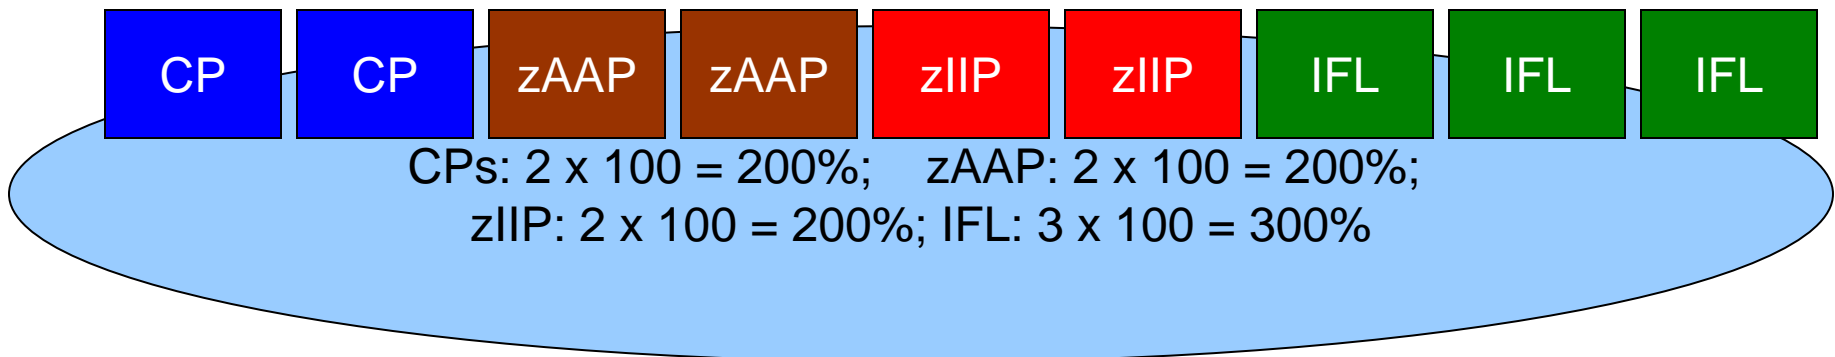 CP CP zAAP zAAP zIIP zIIP IFL IFL IFL
CPs: 2 x 100 = 200%; zAAP: 2 x 100 = 200%;
zIIP: 2 x 100 = 200%; IFL: 3 x 100 = 300%